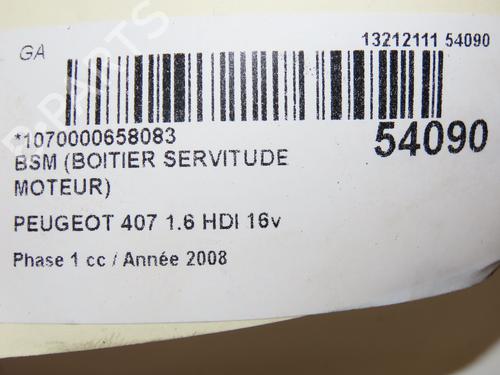 GA
13212111 54090
*1070000658083
54090
BSM (BOITIER SERVITUDE
MOTEUR)
PEUGEOT 407 1.6 HDI 16v
Phase 1 cc / Année 2008
B-PARTS